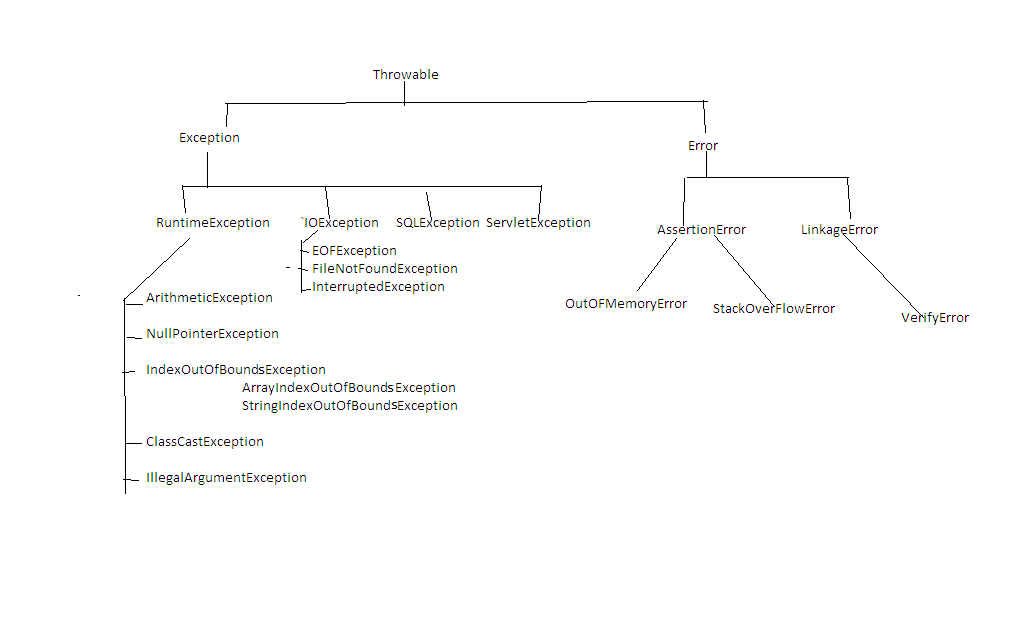 Throwable
Exception
Error
RuntimeException `IOException SQLException ServletException
AssertionError LinkageError
EOFException
FileNotFoundException
InterruptedException
ArithmeticException
OutOFMemoryError StackOverFlowError VerifyError
NullPointerException
IndexOutOfBoundsException
ArrayIndexOutOfBoundsException
StringIndexOutOfBoundsException
ClassCastException
IllegalArgumentException